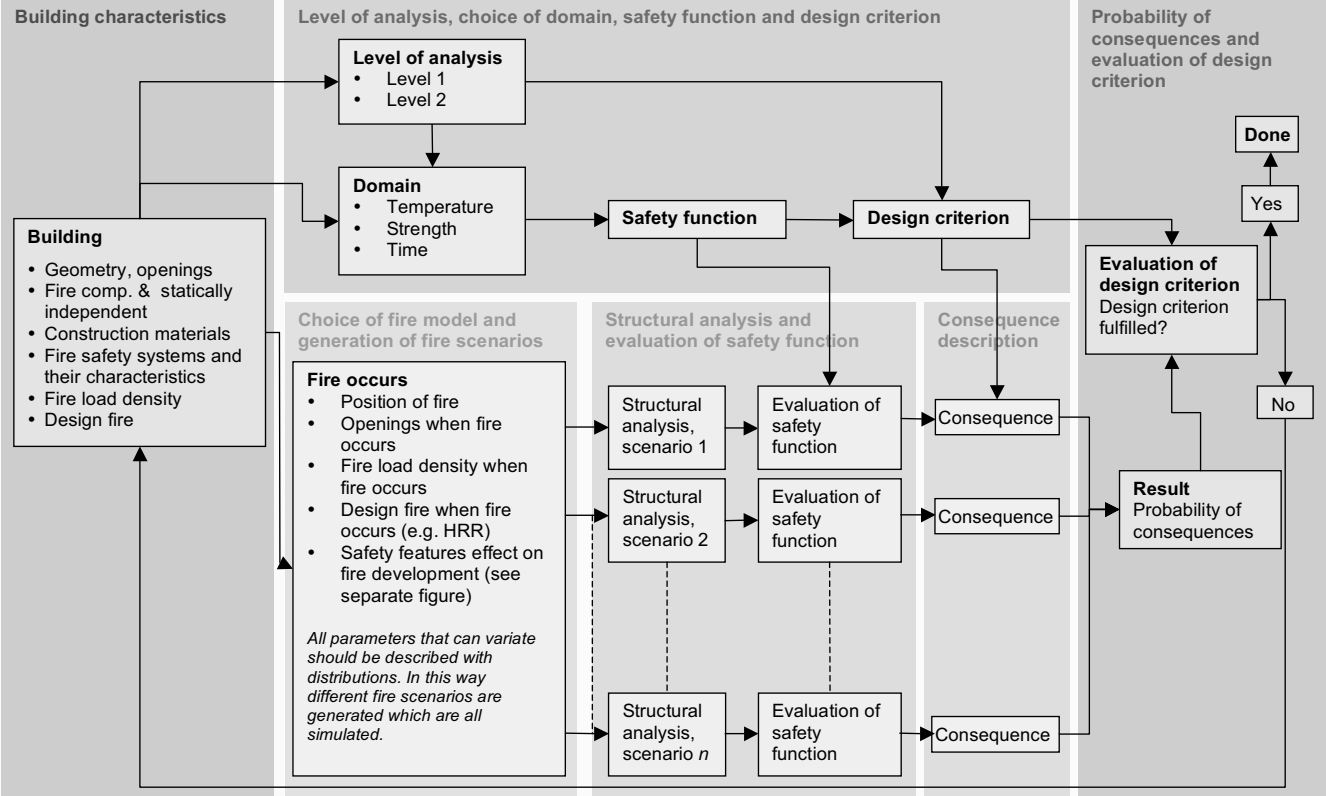 Building characteristics
Level of analysis, choice of domain, safety function and design criterion
Probability of
consequences and
evaluation of design
criterion
Level of analysis
• Level 1
• Level 2
Done
Domain
• Temperature
• Strength
• Time
Yes
Safety function
Design criterion
Building
• Geometry, openings
• Fire comp. & statically
independent
• Construction materials
• Fire safety systems and
their characteristics
• Fire load density
• Design fire
Evaluation of
design criterion
Design criterion
fulfilled?
No
Choice of fire model and
generation of fire scenarios
Structural analysis and
evaluation of safety function
Consequence
description
Fire occurs
• Position of fire
• Openings when fire
occurs
• Fire load density when
fire occurs
• Design fire when fire
occurs (e.g. HRR)
• Safety features effect on
fire development (see
separate figure)
All parameters that can variate
should be described with
distributions. In this way
different fire scenarios are
generated which are all
simulated.
Structural
analysis,
scenario 1
Evaluation of
safety
function
Consequence
Structural
analysis,
scenario 2
Evaluation of
safety
function
Consequence
Result
Probability of
consequences
Structural
analysis,
scenario n
Evaluation of
safety
function
Consequence